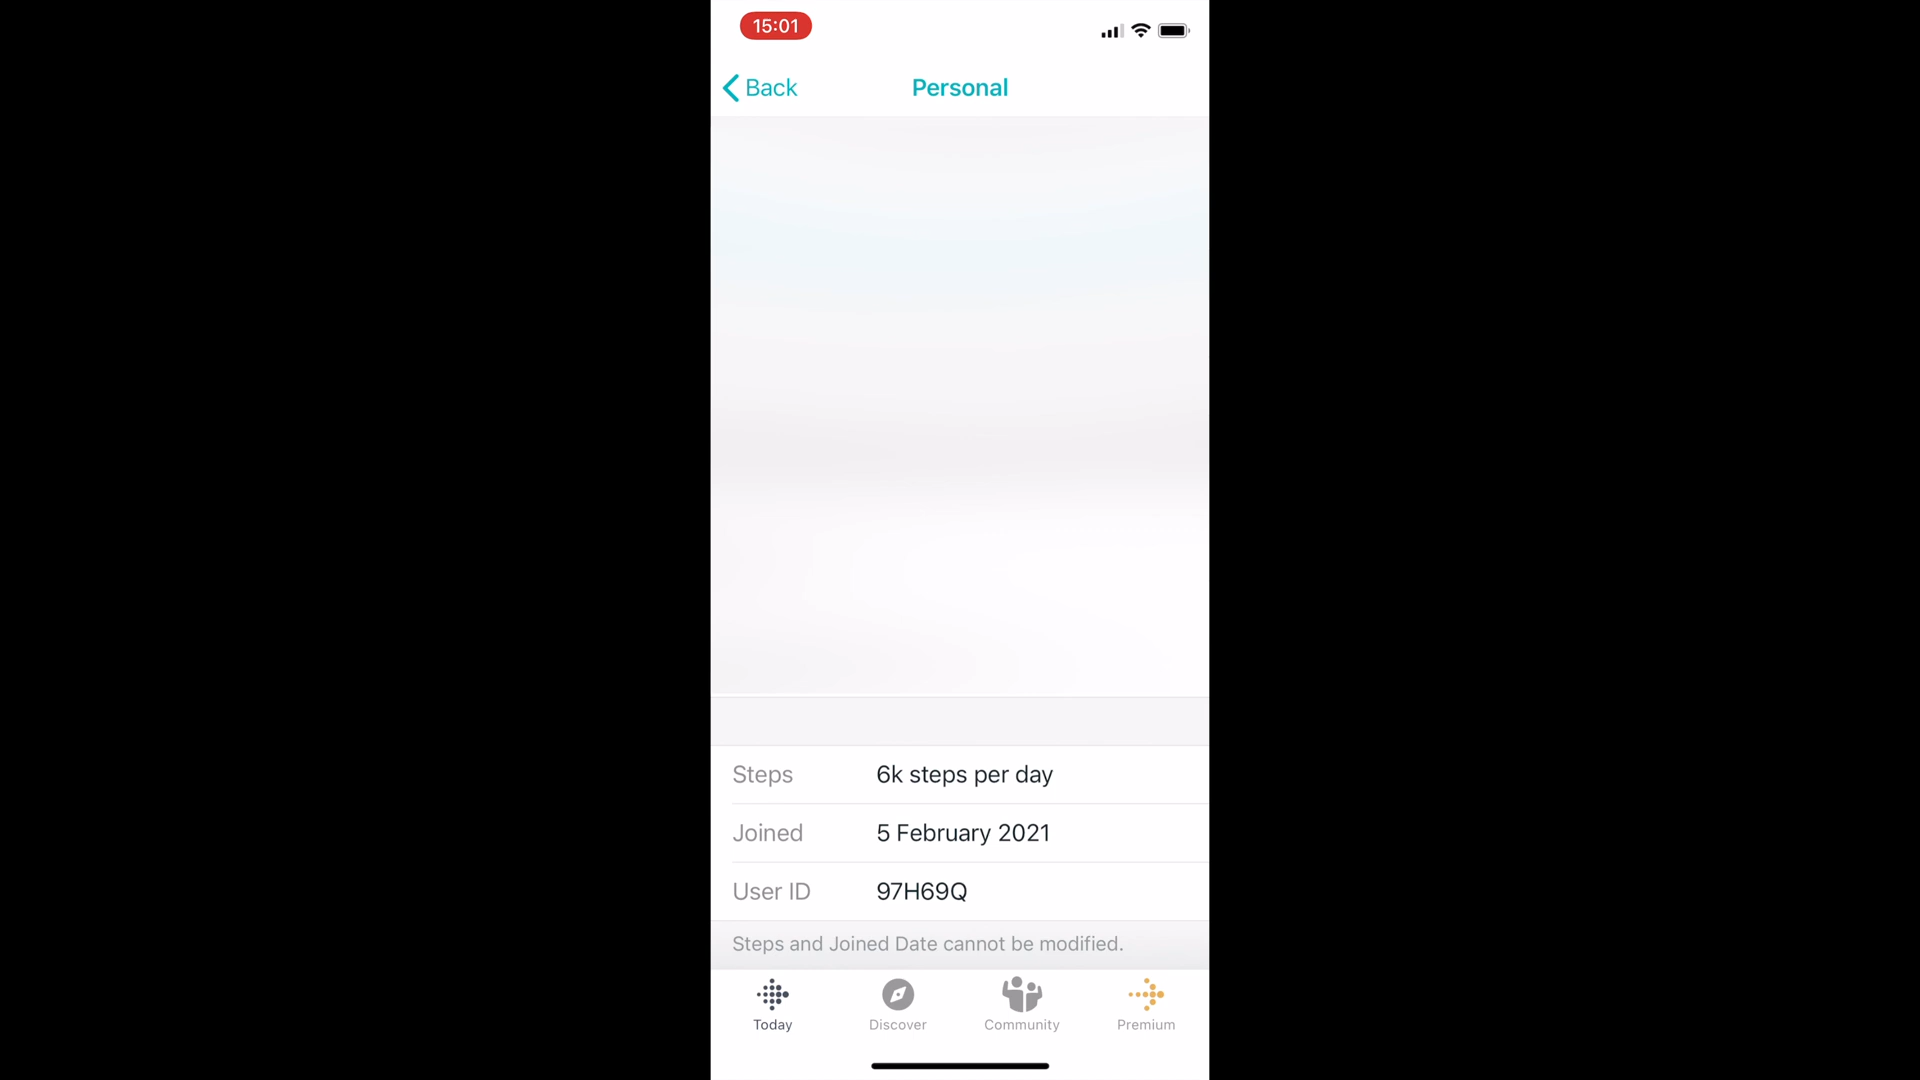 15:01
Back
Personal
Steps 6k steps per day
Joined 5 February 2021
User ID 97H69Q
Steps and Joined Date cannot be modified.
Today Discover Community Premium